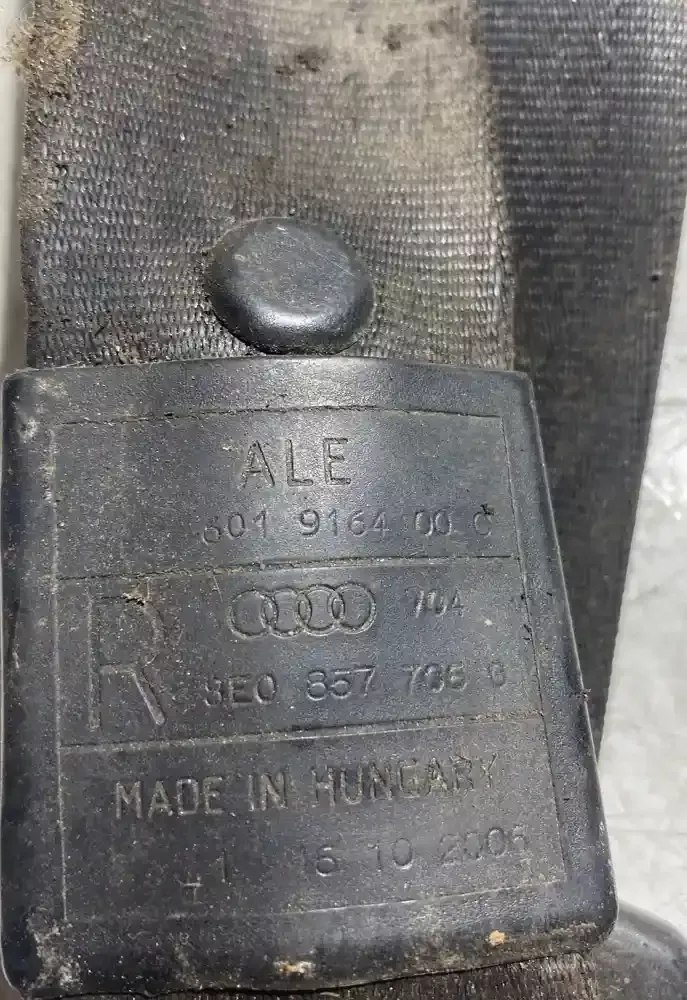 ALE
601 9164 00 C
R
704
8E0 857 705 G
MADE IN HUNGARY
1 16 10 2006